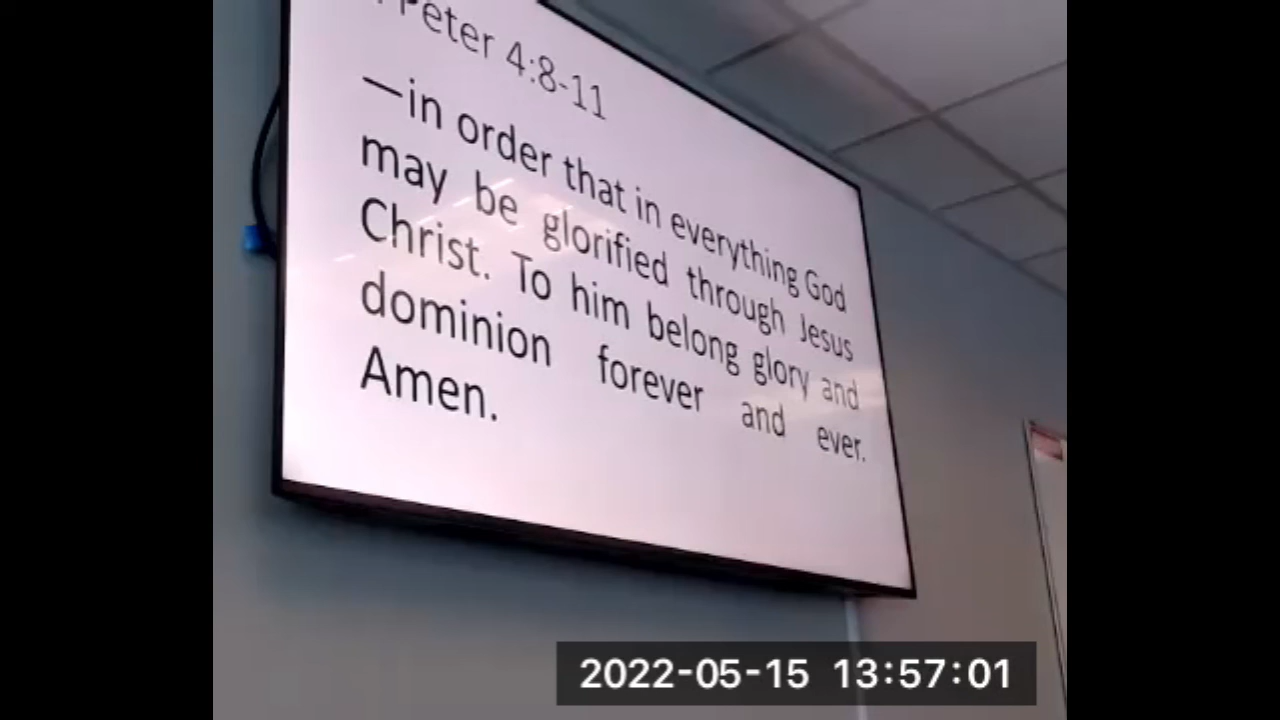 Peter 4:8-11
—in order that in everything God
may be glorified through Jesus
Christ. To him belong glory and
dominion forever and ever.
Amen.
2022-05-15 13:57:01